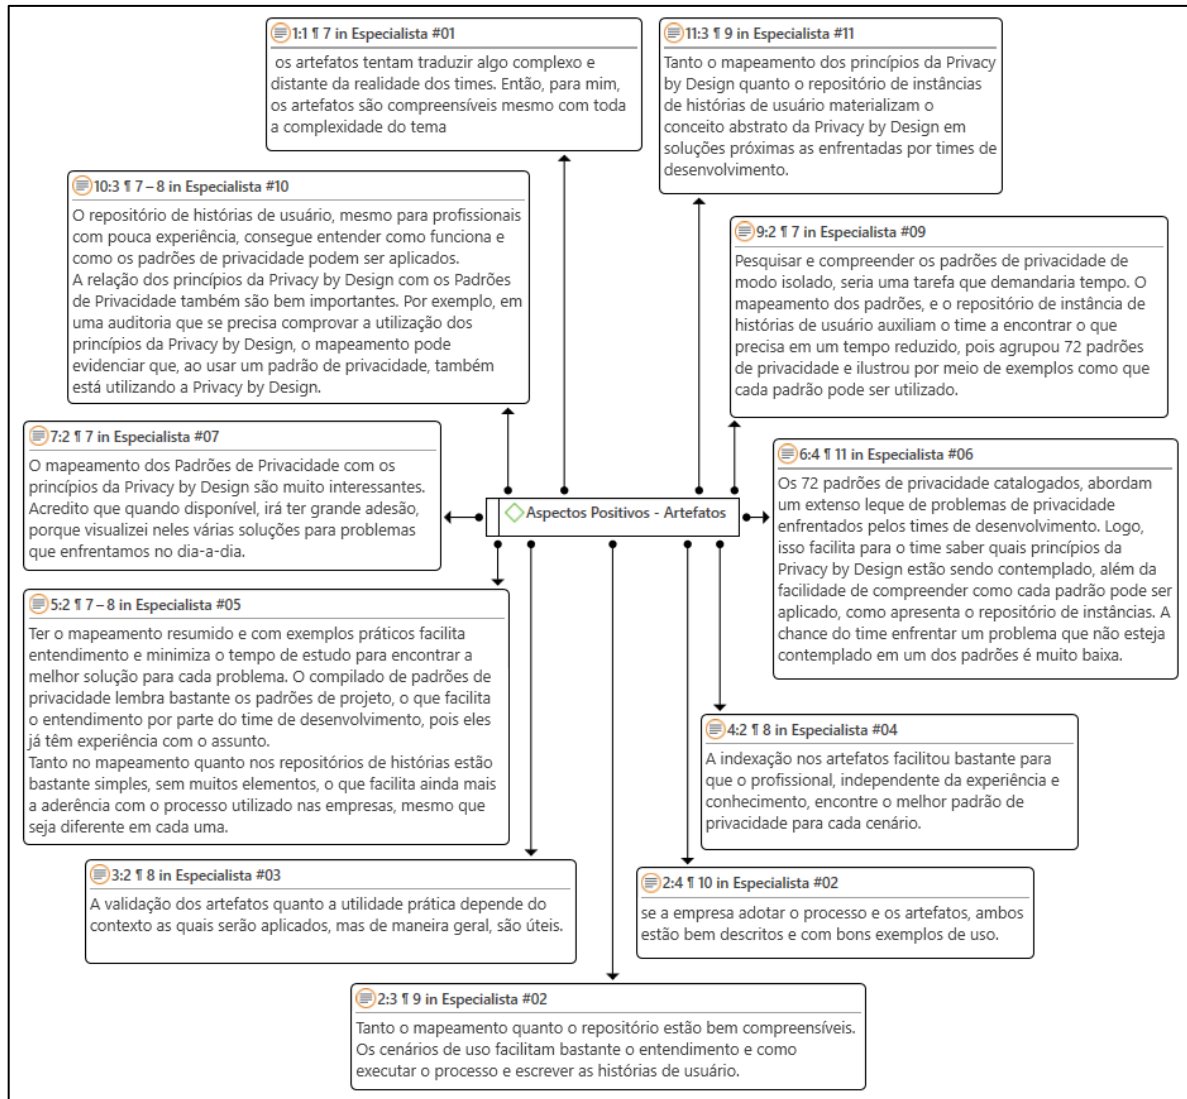 1:1 ¶ 7 in Especialista #01
os artefatos tentam traduzir algo complexo e
distante da realidade dos times. Então, para mim,
os artefatos são compreensíveis mesmo com toda
a complexidade do tema
11:3 ¶ 9 in Especialista #11
Tanto o mapeamento dos princípios da Privacy
by Design quanto o repositório de instâncias
de histórias de usuário materializam o
conceito abstrato da Privacy by Design em
soluções próximas as enfrentadas por times de
desenvolvimento.
10:3 ¶ 7 – 8 in Especialista #10
O repositório de histórias de usuário, mesmo para profissionais
com pouca experiência, consegue entender como funciona e
como os padrões de privacidade podem ser aplicados.
A relação dos princípios da Privacy by Design com os Padrões
de Privacidade também são bem importantes. Por exemplo, em
uma auditoria que se precisa comprovar a utilização dos
princípios da Privacy by Design, o mapeamento pode
evidenciar que, ao usar um padrão de privacidade, também
está utilizando a Privacy by Design.
9:2 ¶ 7 in Especialista #09
Pesquisar e compreender os padrões de privacidade de
modo isolado, seria uma tarefa que demandaria tempo. O
mapeamento dos padrões, e o repositório de instância de
histórias de usuário auxiliam o time a encontrar o que
precisa em um tempo reduzido, pois agrupou 72 padrões
de privacidade e ilustrou por meio de exemplos como que
cada padrão pode ser utilizado.
7:2 ¶ 7 in Especialista #07
O mapeamento dos Padrões de Privacidade com os
princípios da Privacy by Design são muito interessantes.
Acredito que quando disponível, irá ter grande adesão,
porque visualizei neles várias soluções para problemas
que enfrentamos no dia-a-dia.
Aspectos Positivos - Artefatos
6:4 ¶ 11 in Especialista #06
Os 72 padrões de privacidade catalogados, abordam
um extenso leque de problemas de privacidade
enfrentados pelos times de desenvolvimento. Logo,
isso facilita para o time saber quais princípios da
Privacy by Design estão sendo contemplado, além da
facilidade de compreender como cada padrão pode ser
aplicado, como apresenta o repositório de instâncias. A
chance do time enfrentar um problema que não esteja
contemplado em um dos padrões é muito baixa.
5:2 ¶ 7 – 8 in Especialista #05
Ter o mapeamento resumido e com exemplos práticos facilita
entendimento e minimiza o tempo de estudo para encontrar a
melhor solução para cada problema. O compilado de padrões de
privacidade lembra bastante os padrões de projeto, o que facilita
o entendimento por parte do time de desenvolvimento, pois eles
já têm experiência com o assunto.
Tanto no mapeamento quanto nos repositórios de histórias estão
bastante simples, sem muitos elementos, o que facilita ainda mais
a aderência com o processo utilizado nas empresas, mesmo que
seja diferente em cada uma.
4:2 ¶ 8 in Especialista #04
A indexação nos artefatos facilitou bastante para
que o profissional, independente da experiência e
conhecimento, encontre o melhor padrão de
privacidade para cada cenário.
3:2 ¶ 8 in Especialista #03
A validação dos artefatos quanto a utilidade prática depende do
contexto as quais serão aplicados, mas de maneira geral, são úteis.
2:4 ¶ 10 in Especialista #02
se a empresa adotar o processo e os artefatos, ambos
estão bem descritos e com bons exemplos de uso.
2:3 ¶ 9 in Especialista #02
Tanto o mapeamento quanto o repositório estão bem compreensíveis.
Os cenários de uso facilitam bastante o entendimento e como
executar o processo e escrever as histórias de usuário.